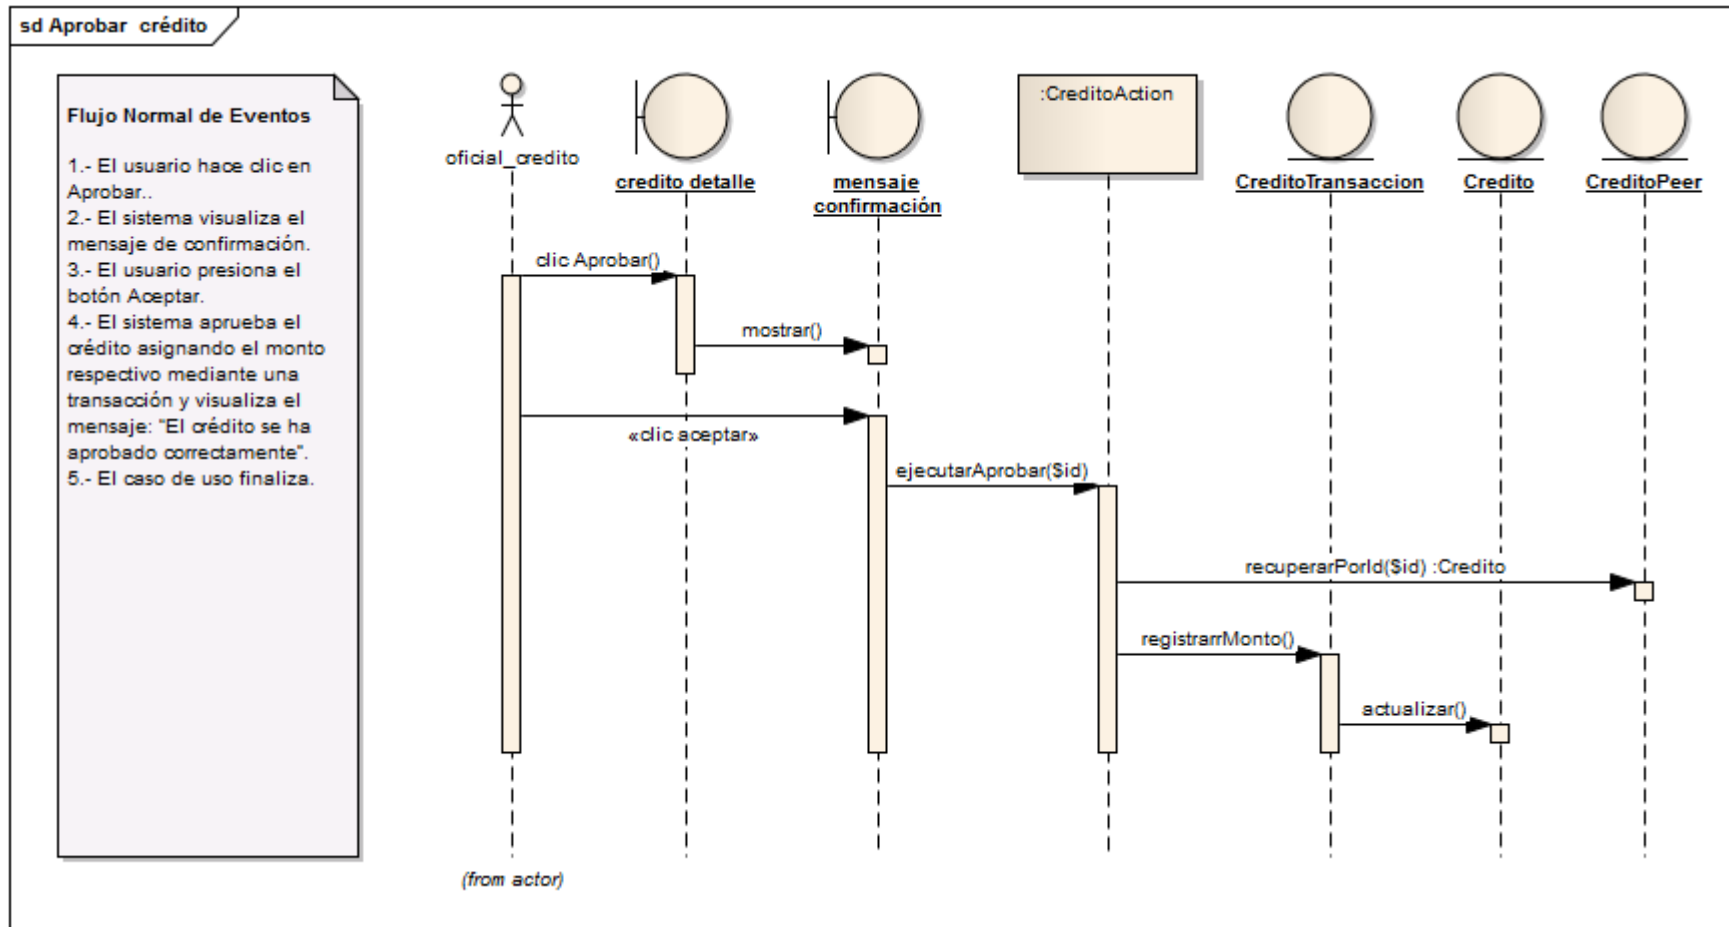 sd Aprobar crédito
Flujo Normal de Eventos
1.- El usuario hace clic en
Aprobar..
2.- El sistema visualiza el
mensaje de confirmación.
3.- El usuario presiona el
botón Aceptar.
4.- El sistema aprueba el
crédito asignando el monto
respectivo mediante una
transacción y visualiza el
mensaje: "El crédito se ha
aprobado correctamente".
5.- El caso de uso finaliza.
oficial_credito
credito detalle
mensaje
confirmación
:CreditoAction
CreditoTransaccion
Credito
CreditoPeer
clic Aprobar()
mostrar()
«clic aceptar»
ejecutarAprobar($id)
recuperarPorId($id) :Credito
registrarrMonto()
actualizar()
(from actor)